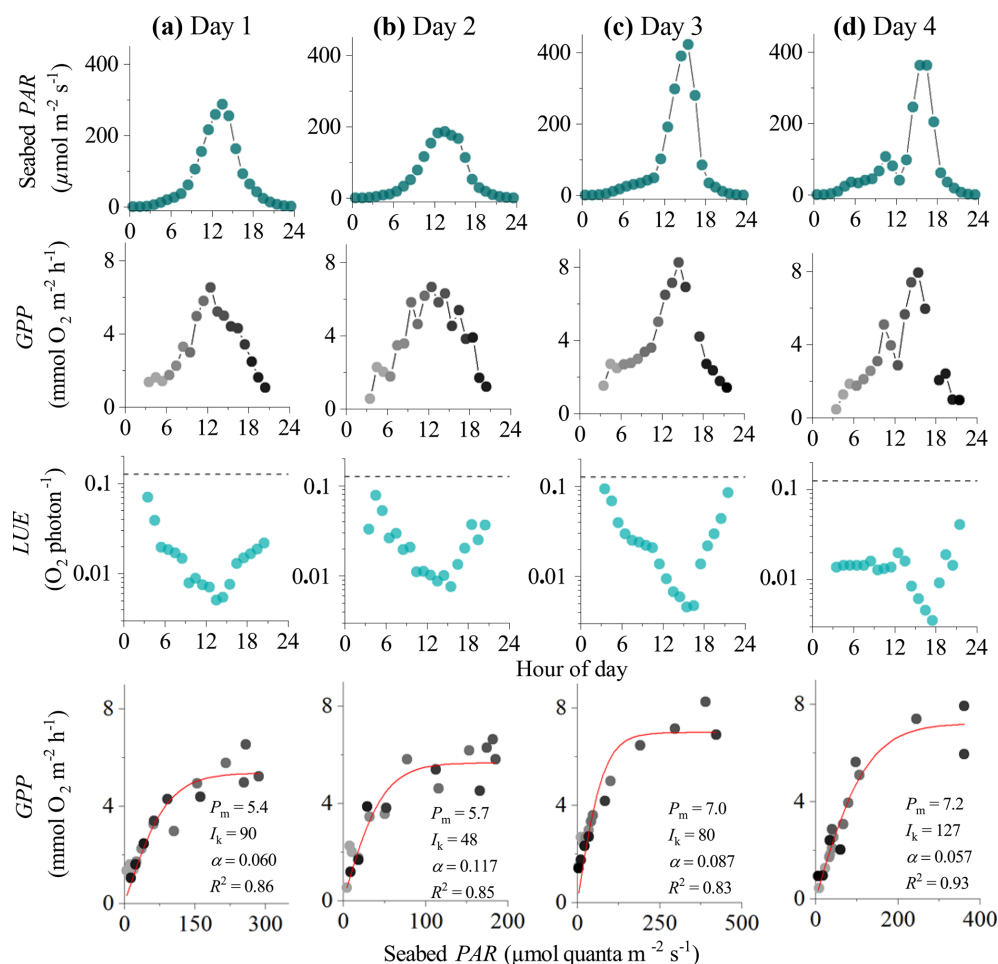 (a) Day 1
(b) Day 2
(c) Day 3
(d) Day 4
Seabed PAR
(µmol m⁻² s⁻¹)
400
200
0
0 6 12 18 24
400
200
0
0 6 12 18 24
400
200
0
0 6 12 18 24
400
200
0
0 6 12 18 24
GPP
(mmol O₂ m⁻² h⁻¹)
8
4
0
0 6 12 18 24
8
4
0
0 6 12 18 24
8
4
0
0 6 12 18 24
8
4
0
0 6 12 18 24
LUE
(O₂ photon⁻¹)
0.1
0.01
0 6 12 18 24
0.1
0.01
0 6 12 18 24
0.1
0.01
0 6 12 18 24
0.1
0.01
0 6 12 18 24
Hour of day
GPP
(mmol O₂ m⁻² h⁻¹)
8
4
0
Pm = 5.4
Ik = 90
α = 0.060
R² = 0.86
0 150 300
8
4
0
Pm = 5.7
Ik = 48
α = 0.117
R² = 0.85
0 100 200
8
4
0
Pm = 7.0
Ik = 80
α = 0.087
R² = 0.83
0 250 500
8
4
0
Pm = 7.2
Ik = 127
α = 0.057
R² = 0.93
0 200 400
Seabed PAR (µmol quanta m⁻² s⁻¹)